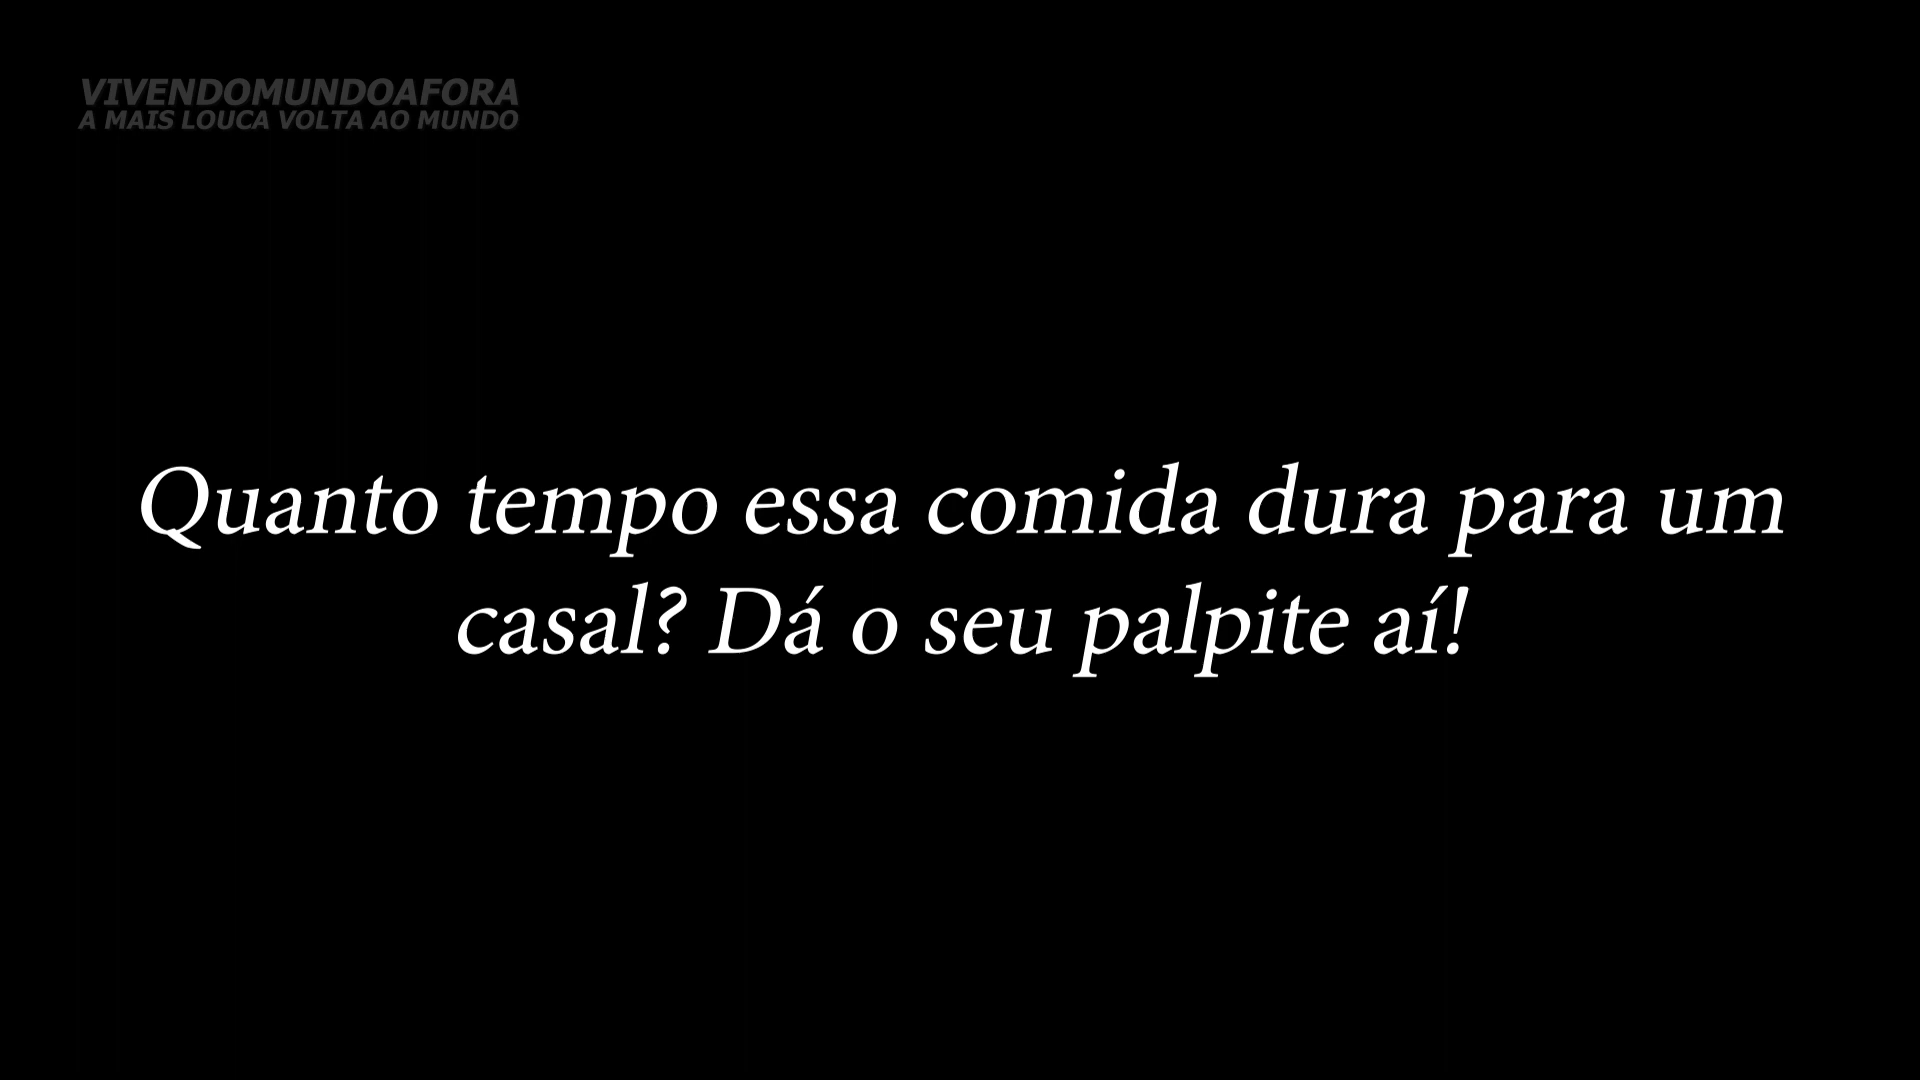 VIVENDOMUNDOAFORA
A MAIS LOUCA VOLTA AO MUNDO
Quanto tempo essa comida dura para um
casal? Dá o seu palpite aí!